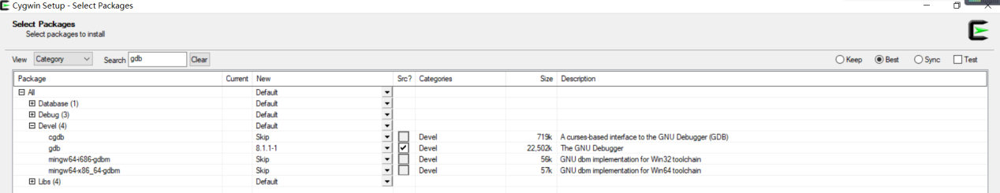 Cygwin Setup - Select Packages
Select Packages
Select packages to install
View Category Search gdb Clear Keep Best Sync Test
Package Current New Src? Categories Size Description
All Default
Database (1) Default
Debug (3) Default
Devel (4) Default
cgdb Skip Devel 719k A curses-based interface to the GNU Debugger (GDB)
gdb 8.1.1-1 Devel 22,502k The GNU Debugger
mingw64-i686-gdbm Skip Devel 56k GNU dbm implementation for Win32 toolchain
mingw64-x86_64-gdbm Skip Devel 57k GNU dbm implementation for Win64 toolchain
Libs (4) Default